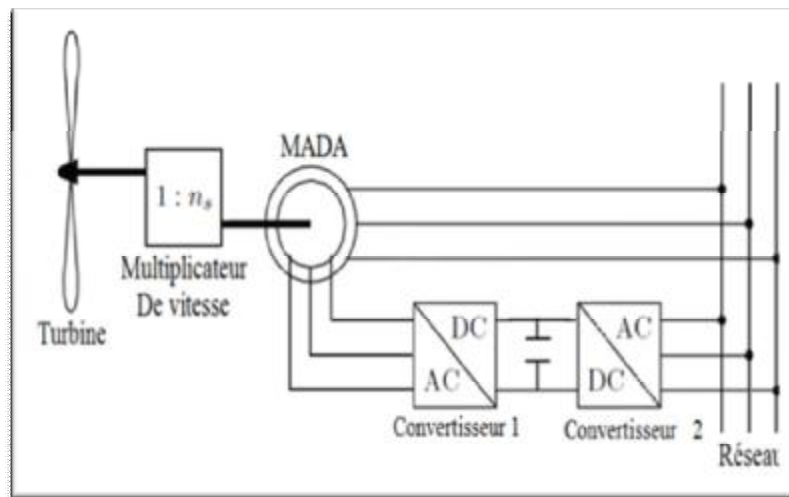 MADA
1 : nₛ
Multiplicateur
De vitesse
Turbine
DC
AC
AC
DC
Convertisseur 1
Convertisseur 2
Réseau